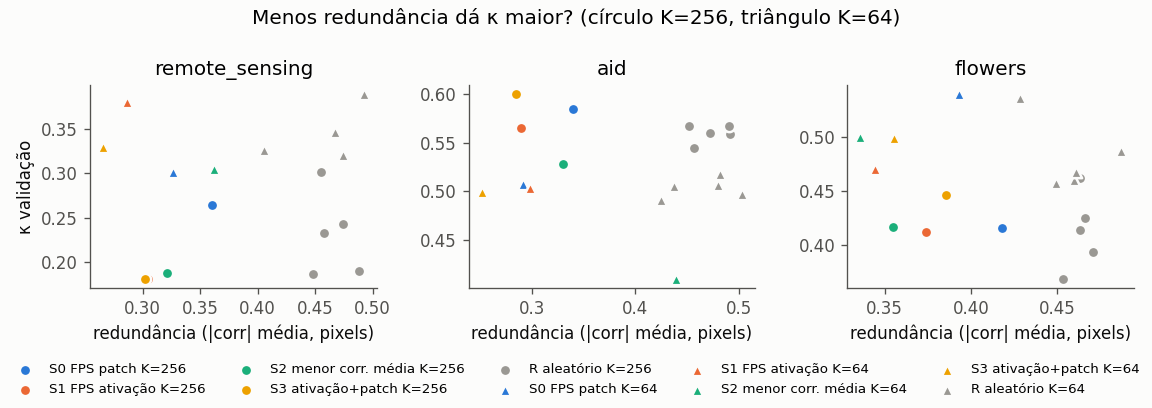 Menos redundância dá κ maior? (círculo K=256, triângulo K=64)
remote_sensing
aid
flowers
κ validação
0.35
0.30
0.25
0.20
0.30 0.35 0.40 0.45 0.50
redundância (|corr| média, pixels)
0.60
0.55
0.50
0.45
0.3 0.4 0.5
redundância (|corr| média, pixels)
0.50
0.45
0.40
0.35 0.40 0.45
redundância (|corr| média, pixels)
S0 FPS patch K=256
S1 FPS ativação K=256
S2 menor corr. média K=256
S3 ativação+patch K=256
R aleatório K=256
S0 FPS patch K=64
S1 FPS ativação K=64
S2 menor corr. média K=64
S3 ativação+patch K=64
R aleatório K=64